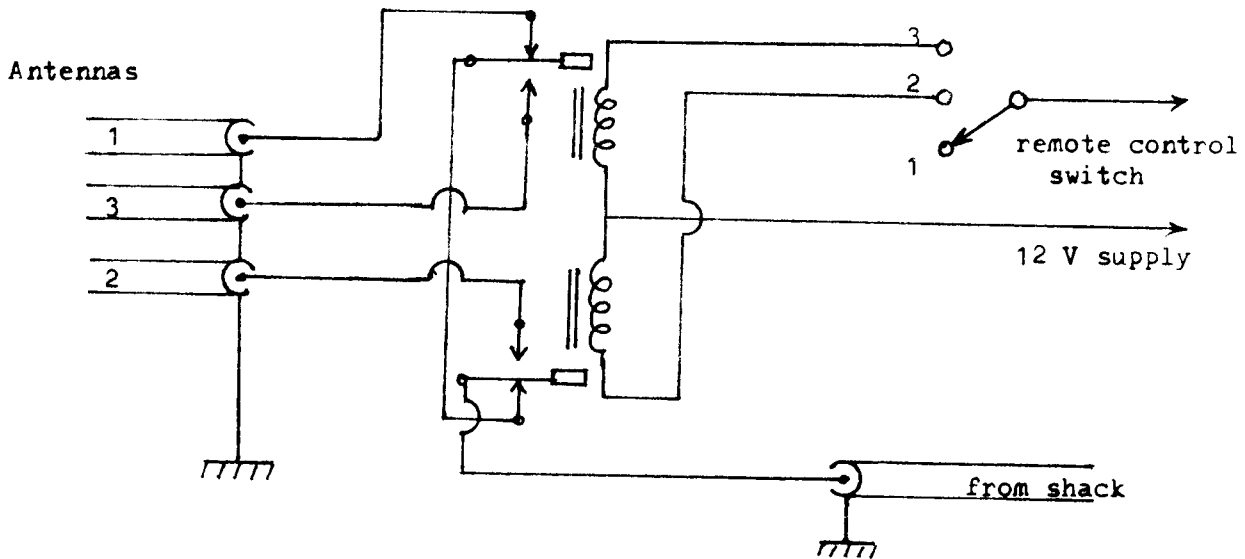 Antennas
1
3
2
3
2
1
remote control
switch
12 V supply
from shack